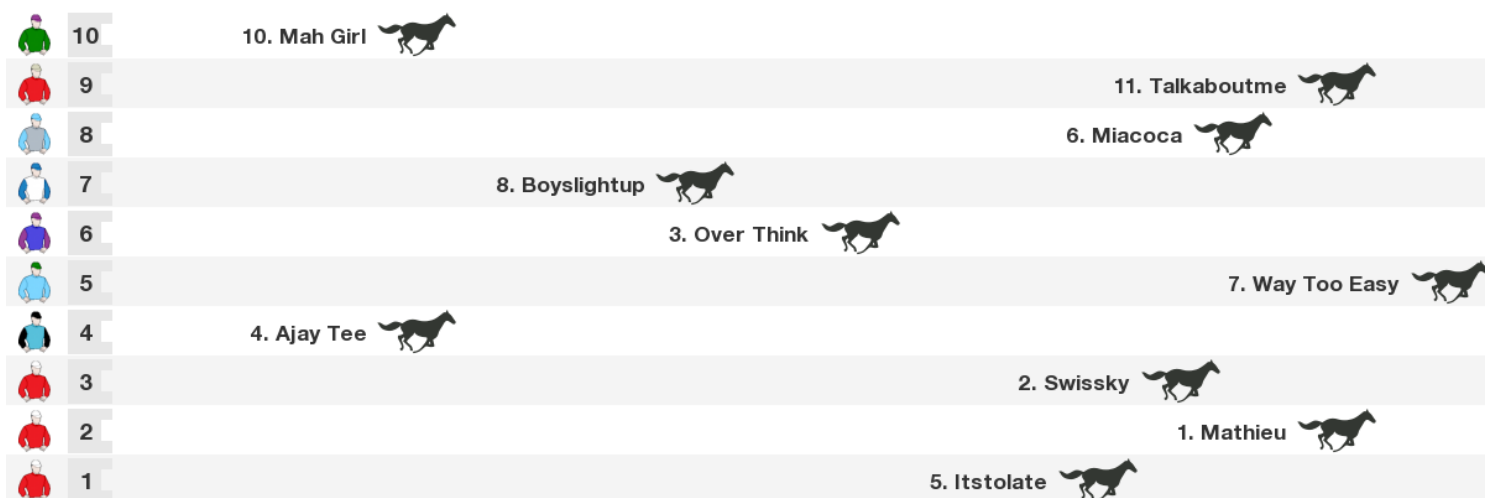 10 10. Mah Girl
9 11. Talkaboutme
8 6. Miacoca
7 8. Boyslightup
6 3. Over Think
5 7. Way Too Easy
4 4. Ajay Tee
3 2. Swissky
2 1. Mathieu
1 5. Itstolate